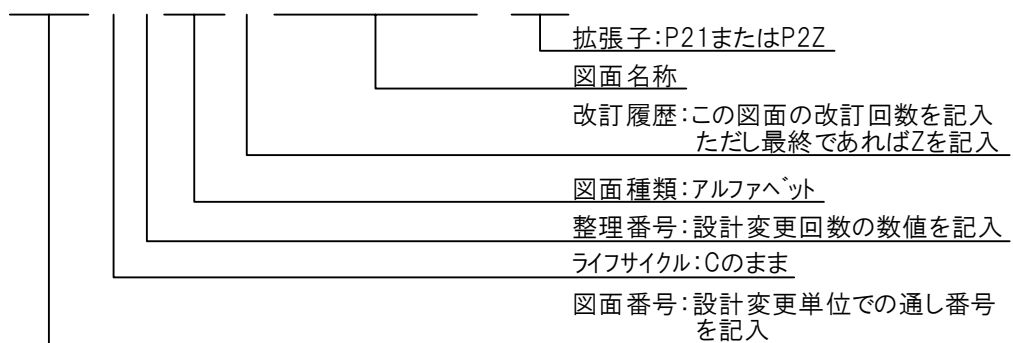 拡張子:P21またはP2Z
図面名称
改訂履歴:この図面の改訂回数を記入
ただし最終であればZを記入
図面種類:アルファベット
整理番号:設計変更回数の数値を記入
ライフサイクル:Cのまま
図面番号:設計変更単位での通し番号
を記入